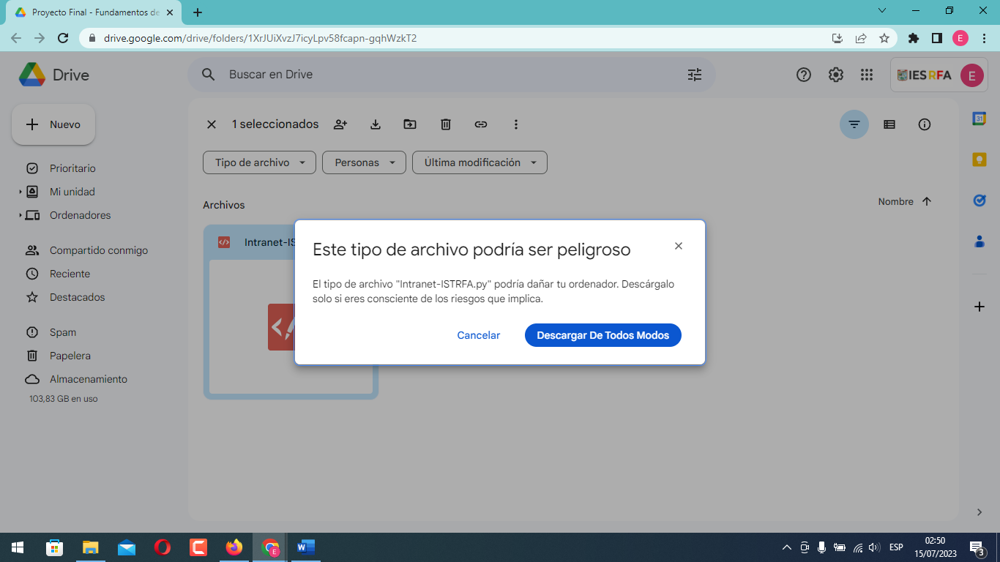 Proyecto Final - Fundamentos de
drive.google.com/drive/folders/1XrJUiXvzJ7icyLpv58fcapn-gqhWzkT2
E
Drive
Buscar en Drive
IESRFA
E
Nuevo
1 seleccionados
31
Tipo de archivo
Personas
Última modificación
Prioritario
Mi unidad
Ordenadores
Archivos
Nombre
Compartido conmigo
Reciente
Destacados
Spam
Papelera
Almacenamiento
103,83 GB en uso
Intranet-IS
Este tipo de archivo podría ser peligroso
El tipo de archivo "Intranet-ISTRFA.py" podría dañar tu ordenador. Descárgalo
solo si eres consciente de los riesgos que implica.
Cancelar
Descargar De Todos Modos
E
W
ESP
02:50
15/07/2023
3